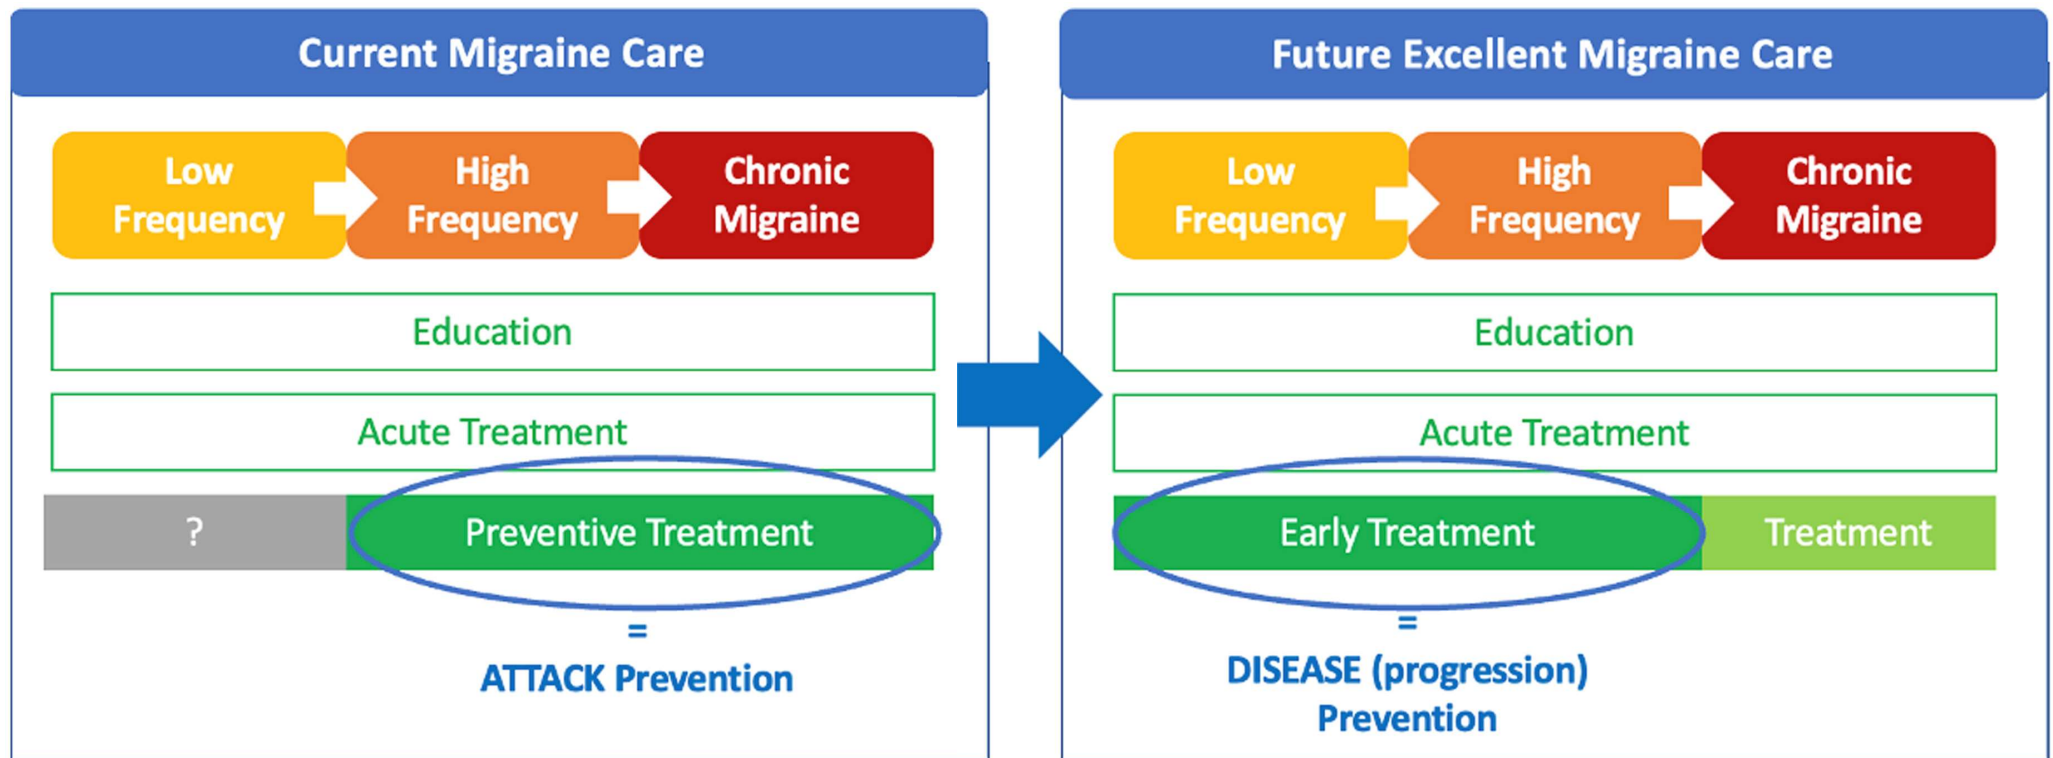 Current Migraine Care
Low
Frequency
High
Frequency
Chronic
Migraine
Education
Acute Treatment
?
Preventive Treatment
=
ATTACK Prevention
Future Excellent Migraine Care
Low
Frequency
High
Frequency
Chronic
Migraine
Education
Acute Treatment
Early Treatment
Treatment
=
DISEASE (progression)
Prevention